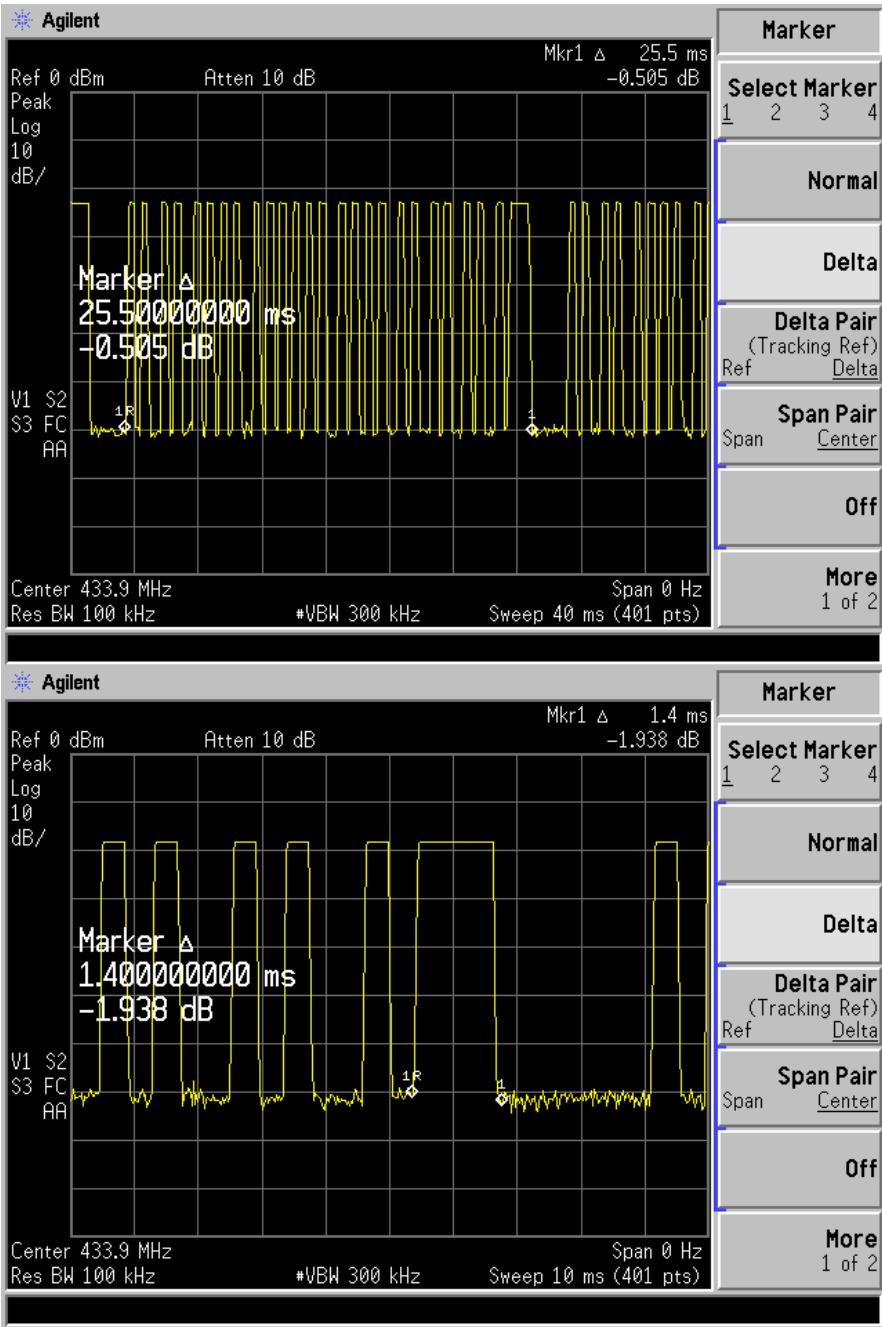 Agilent
Marker
Mkr1 Δ 25.5 ms
Ref 0 dBm Atten 10 dB -0.505 dB
Peak
Log
10
dB/
Marker Δ
25.50000000 ms
-0.505 dB
V1 S2
S3 FC
AA
1R
1
Center 433.9 MHz Span 0 Hz
Res BW 100 kHz #VBW 300 kHz Sweep 40 ms (401 pts)
Select Marker
1 2 3 4
Normal
Delta
Delta Pair
(Tracking Ref)
Ref Delta
Span Pair
Span Center
Off
More
1 of 2
Agilent
Marker
Mkr1 Δ 1.4 ms
Ref 0 dBm Atten 10 dB -1.938 dB
Peak
Log
10
dB/
Marker Δ
1.400000000 ms
-1.938 dB
V1 S2
S3 FC
AA
1R
1
Center 433.9 MHz Span 0 Hz
Res BW 100 kHz #VBW 300 kHz Sweep 10 ms (401 pts)
Select Marker
1 2 3 4
Normal
Delta
Delta Pair
(Tracking Ref)
Ref Delta
Span Pair
Span Center
Off
More
1 of 2